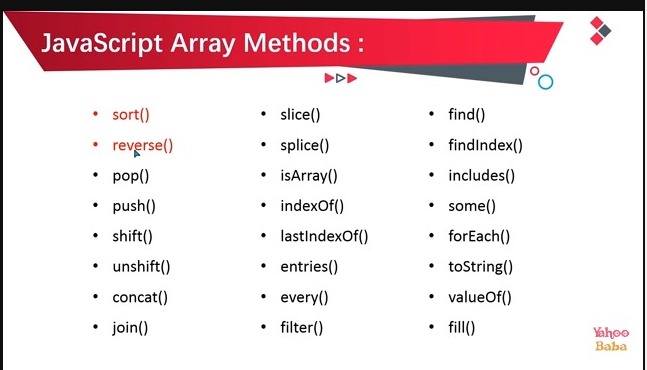 JavaScript Array Methods :
sort()
reverse()
pop()
push()
shift()
unshift()
concat()
join()
slice()
splice()
isArray()
indexOf()
lastIndexOf()
entries()
every()
filter()
find()
findIndex()
includes()
some()
forEach()
toString()
valueOf()
fill()
Yahoo
Baba